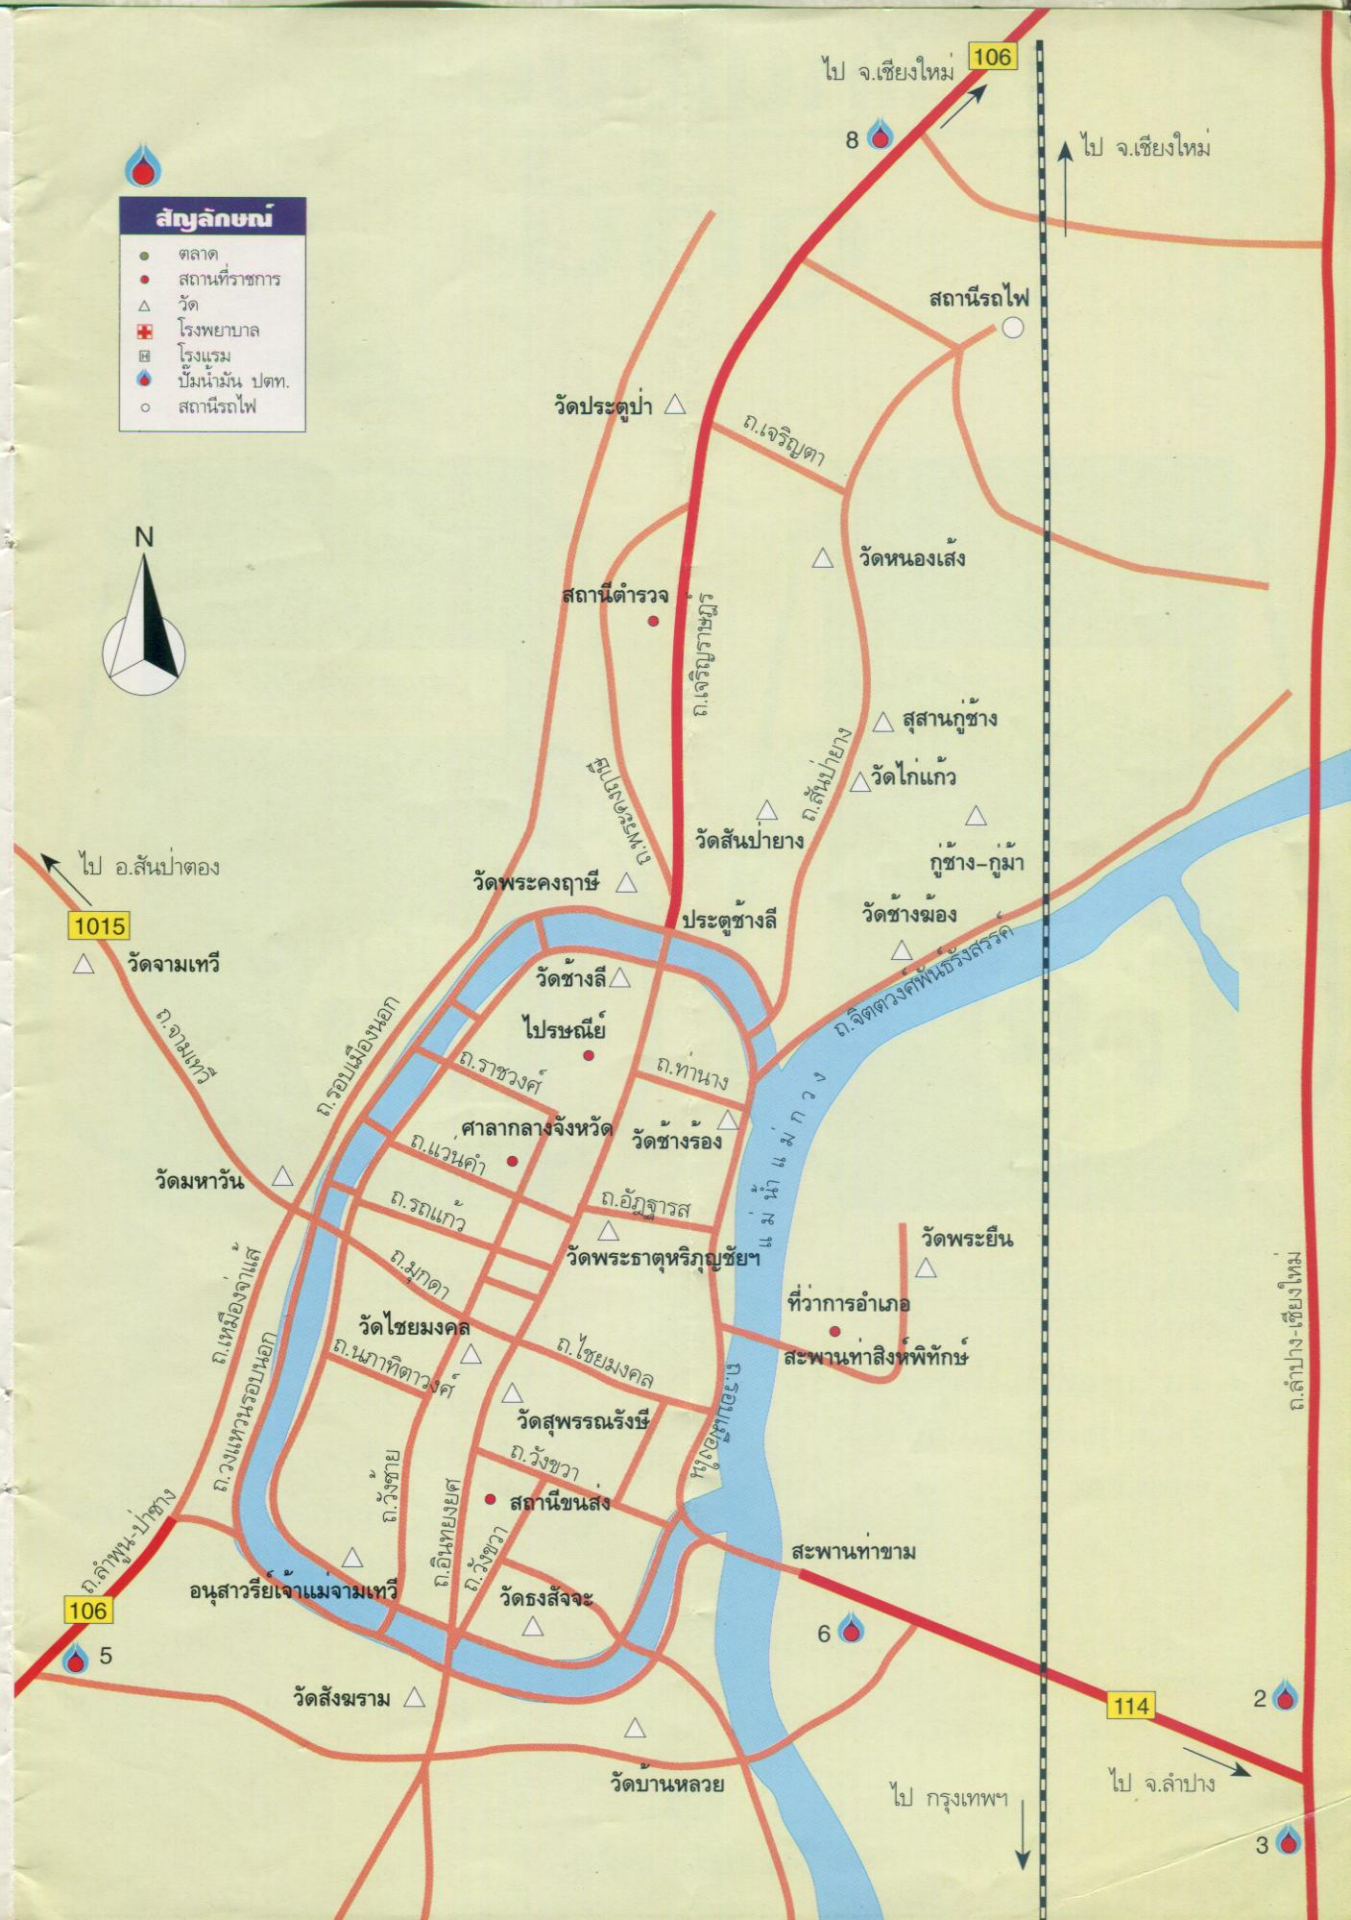 106
ไป จ.เชียงใหม่
8
ไป จ.เชียงใหม่
สัญลักษณ์
ตลาด
สถานที่ราชการ
วัด
โรงพยาบาล
H โรงแรม
ปั๊มน้ำมัน ปตท.
สถานีรถไฟ
สถานีรถไฟ
วัดประตูป่า
ถ.เจริญตา
N
วัดหนองเส้ง
สถานีตำรวจ
ถ.เจริญราษฎร์
สุสานกู่ช้าง
ถ.สันป่ายาง
วัดไก่แก้ว
ถ.พระคงฤาษี
วัดสันป่ายาง
กู่ช้าง-กู่ม้า
ไป อ.สันป่าตอง
1015
วัดพระคงฤาษี
ประตูช้างลี
วัดช้างฆ้อง
วัดจามเทวี
วัดช้างลี
ถ.จิตตวงศ์พันธ์รังสรรค์
ถ.จามเทวี
ถ.รอบเมืองนอก
ไปรษณีย์
ถ.ราชวงศ์
ถ.ท่านาง
ศาลากลางจังหวัด
วัดช้างร้อง
แม่น้ำแม่กวง
ถ.แว่นคำ
วัดมหาวัน
ถ.รถแก้ว
ถ.อัฎฐารส
วัดพระธาตุหริภุญชัยฯ
วัดพระยืน
ถ.มุกดา
ถ.เหมืองจ่าแส้
ที่ว่าการอำเภอ
วัดไชยมงคล
ถ.ไชยมงคล
สะพานท่าสิงห์พิทักษ์
ถ.ลำปาง-เชียงใหม่
ถ.นภาทิตาวงศ์
ถ.วงแหวนรอบนอก
วัดสุพรรณรังษี
ถ.รอบเมืองใน
ถ.วังขวา
ถ.วังซ้าย
สถานีขนส่ง
ถ.ลำพูน-ป่าซาง
ถ.อินทยงยศ
ถ.วังขวา
สะพานท่าขาม
อนุสาวรีย์เจ้าแม่จามเทวี
วัดธงสัจจะ
106
5
6
วัดสังฆราม
114
2
วัดบ้านหลวย
ไป จ.ลำปาง
ไป กรุงเทพฯ
3